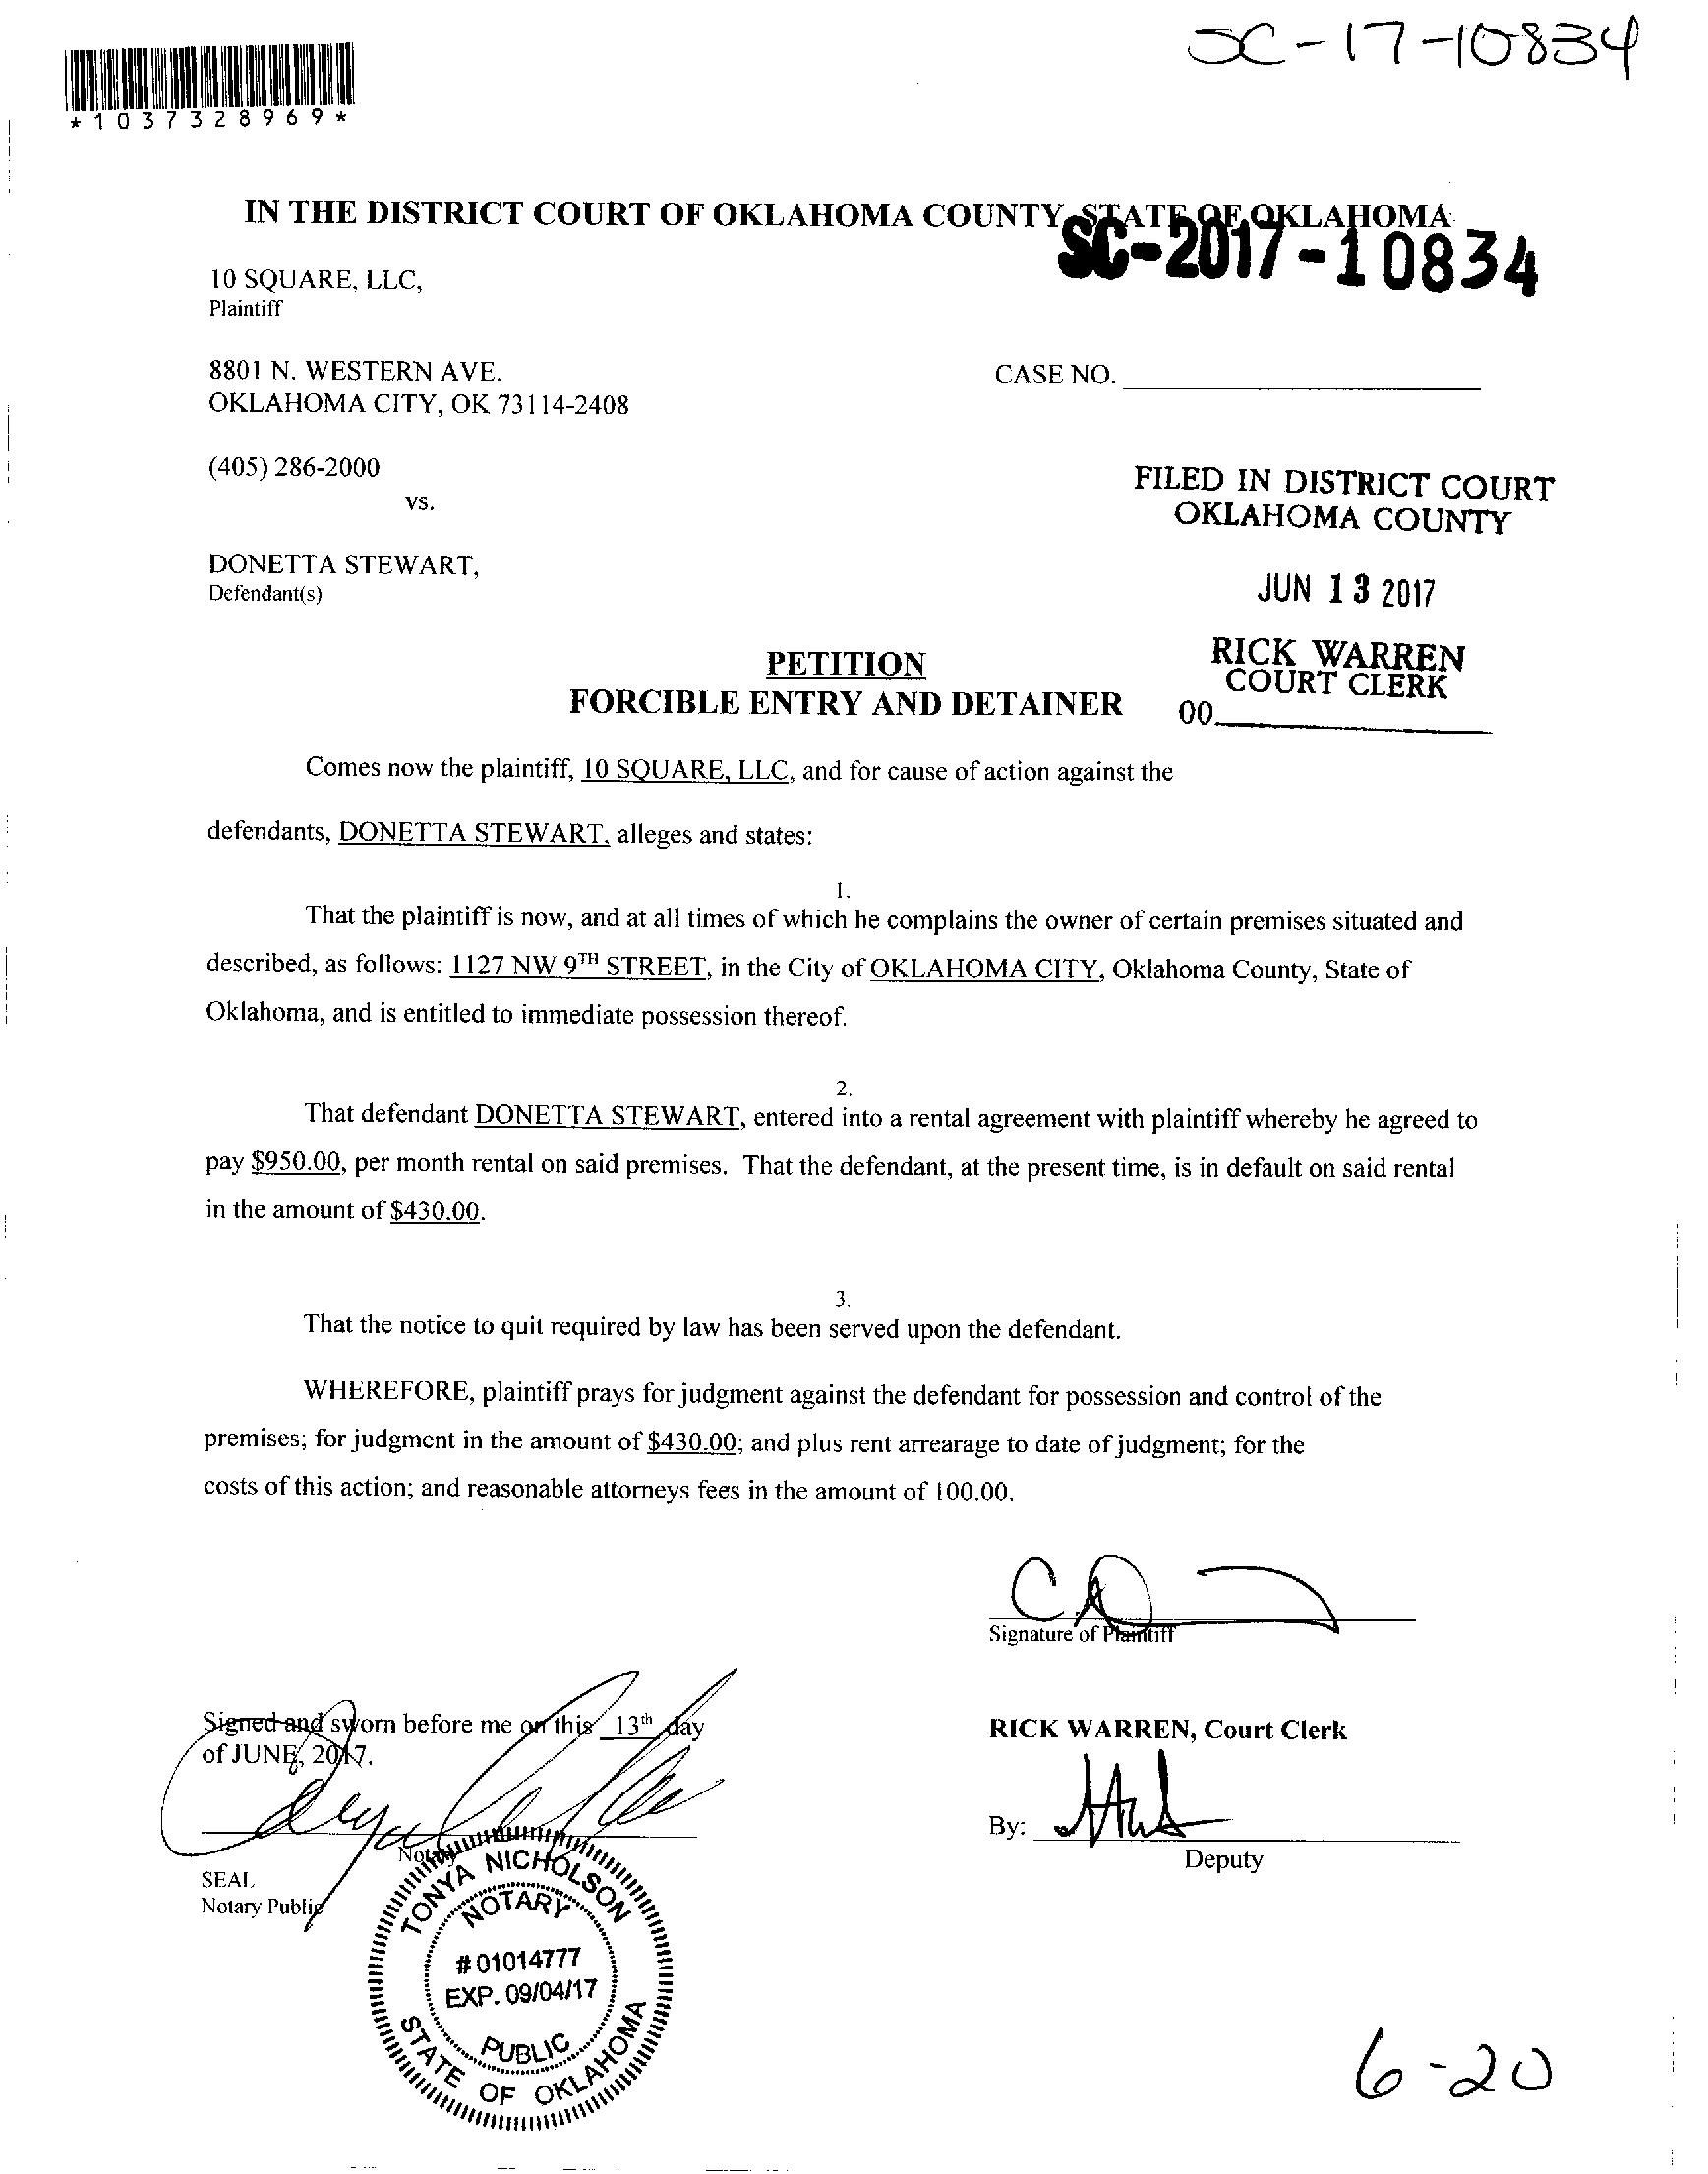 SC-17-10834
*1037328969*
IN THE DISTRICT COURT OF OKLAHOMA COUNTY, STATE OF OKLAHOMA
SC-2017-10834
10 SQUARE, LLC,
Plaintiff
8801 N. WESTERN AVE.
CASE NO.
OKLAHOMA CITY, OK 73114-2408
(405) 286-2000
FILED IN DISTRICT COURT
OKLAHOMA COUNTY
vs.
DONETTA STEWART,
Defendant(s)
JUN 13 2017
RICK WARREN
COURT CLERK
00
PETITION
FORCIBLE ENTRY AND DETAINER
Comes now the plaintiff, 10 SQUARE, LLC, and for cause of action against the
defendants, DONETTA STEWART, alleges and states:
1.
That the plaintiff is now, and at all times of which he complains the owner of certain premises situated and
described, as follows: 1127 NW 9TH STREET, in the City of OKLAHOMA CITY, Oklahoma County, State of
Oklahoma, and is entitled to immediate possession thereof.
2.
That defendant DONETTA STEWART, entered into a rental agreement with plaintiff whereby he agreed to
pay $950.00, per month rental on said premises. That the defendant, at the present time, is in default on said rental
in the amount of $430.00.
3.
That the notice to quit required by law has been served upon the defendant.
WHEREFORE, plaintiff prays for judgment against the defendant for possession and control of the
premises; for judgment in the amount of $430.00; and plus rent arrearage to date of judgment; for the
costs of this action; and reasonable attorneys fees in the amount of 100.00.
Signature of Plaintiff
Signed and sworn before me on this 13th day
of JUNE, 2017.
RICK WARREN, Court Clerk
By:
Deputy
Notary
SEAL
Notary Public
TONYA NICHOLSON
NOTARY
#01014777
EXP. 09/04/17
PUBLIC
STATE OF OKLAHOMA
6-20